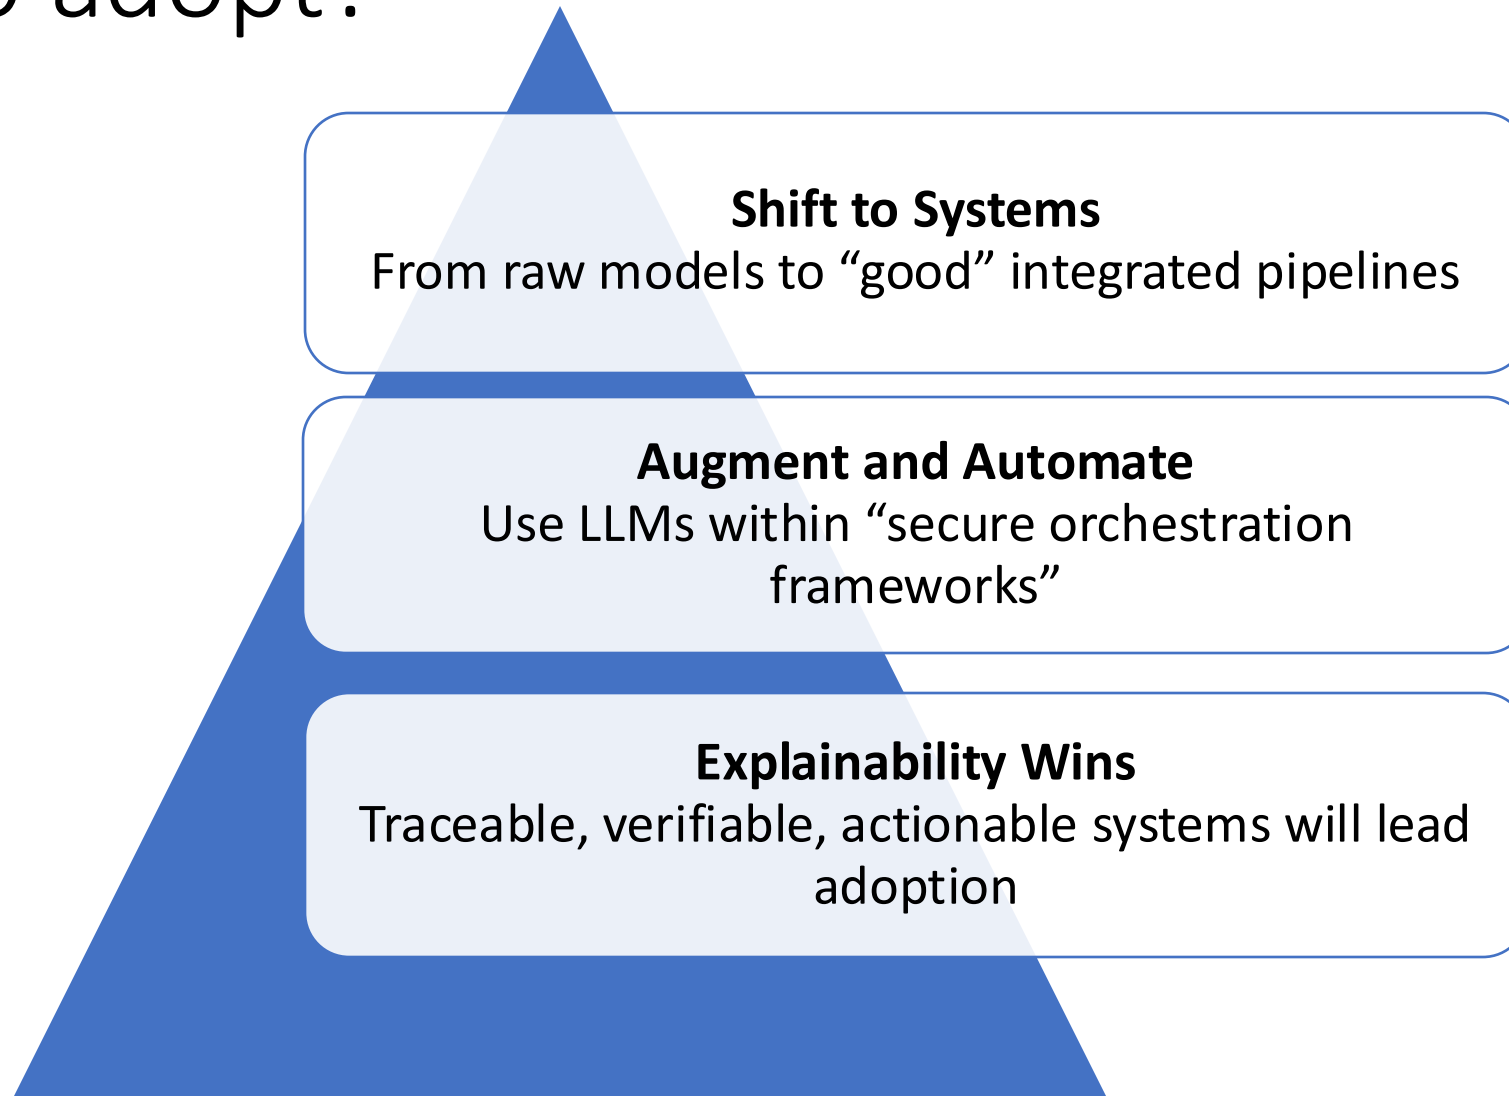 adopt?
Shift to Systems
From raw models to “good” integrated pipelines
Augment and Automate
Use LLMs within “secure orchestration
frameworks”
Explainability Wins
Traceable, verifiable, actionable systems will lead
adoption